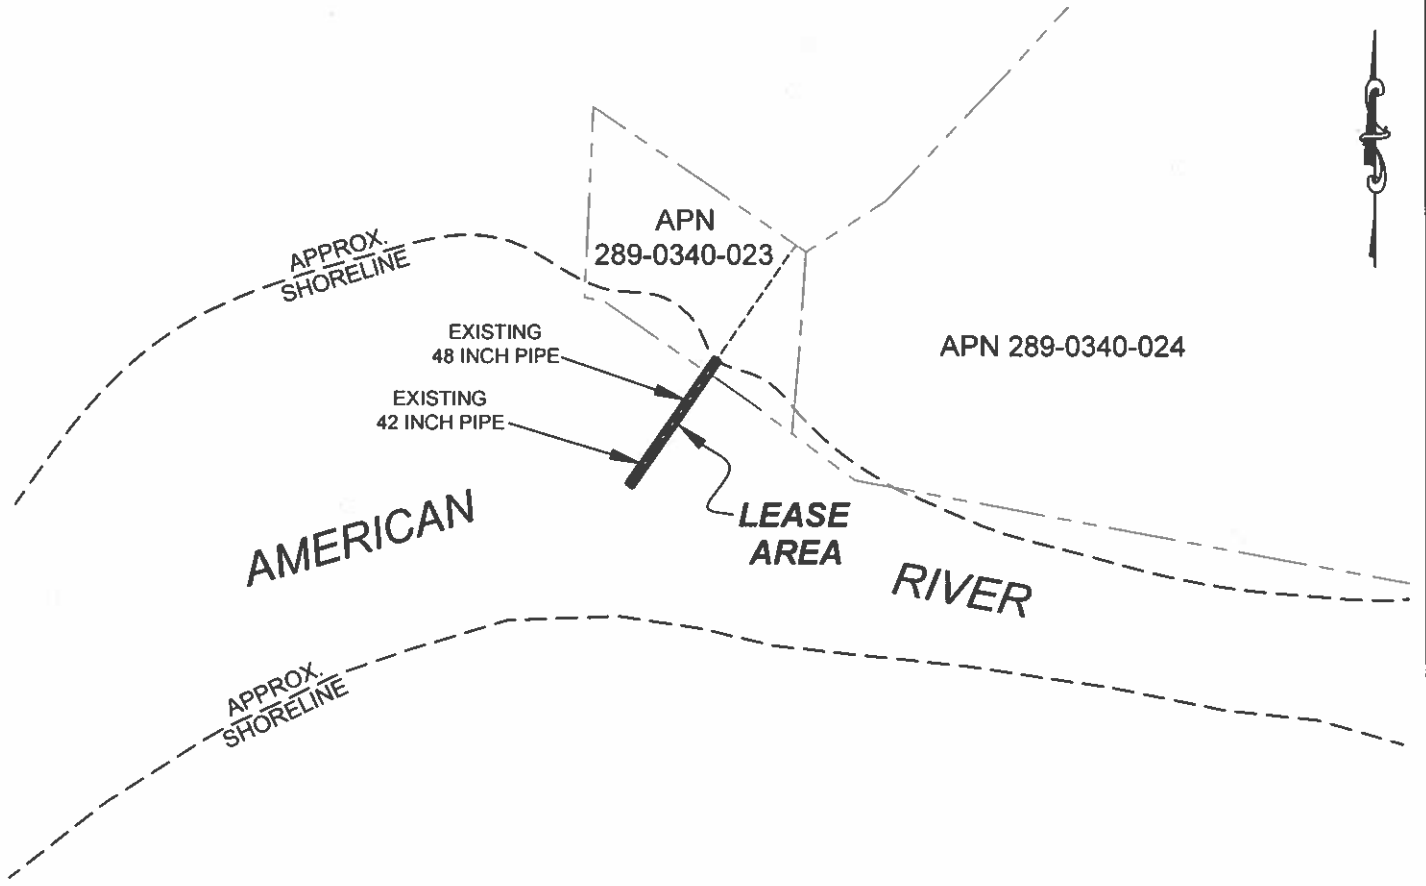 APN
289-0340-023
APPROX.
SHORELINE
EXISTING
48 INCH PIPE
APN 289-0340-024
EXISTING
42 INCH PIPE
LEASE
AREA
AMERICAN
RIVER
APPROX.
SHORELINE